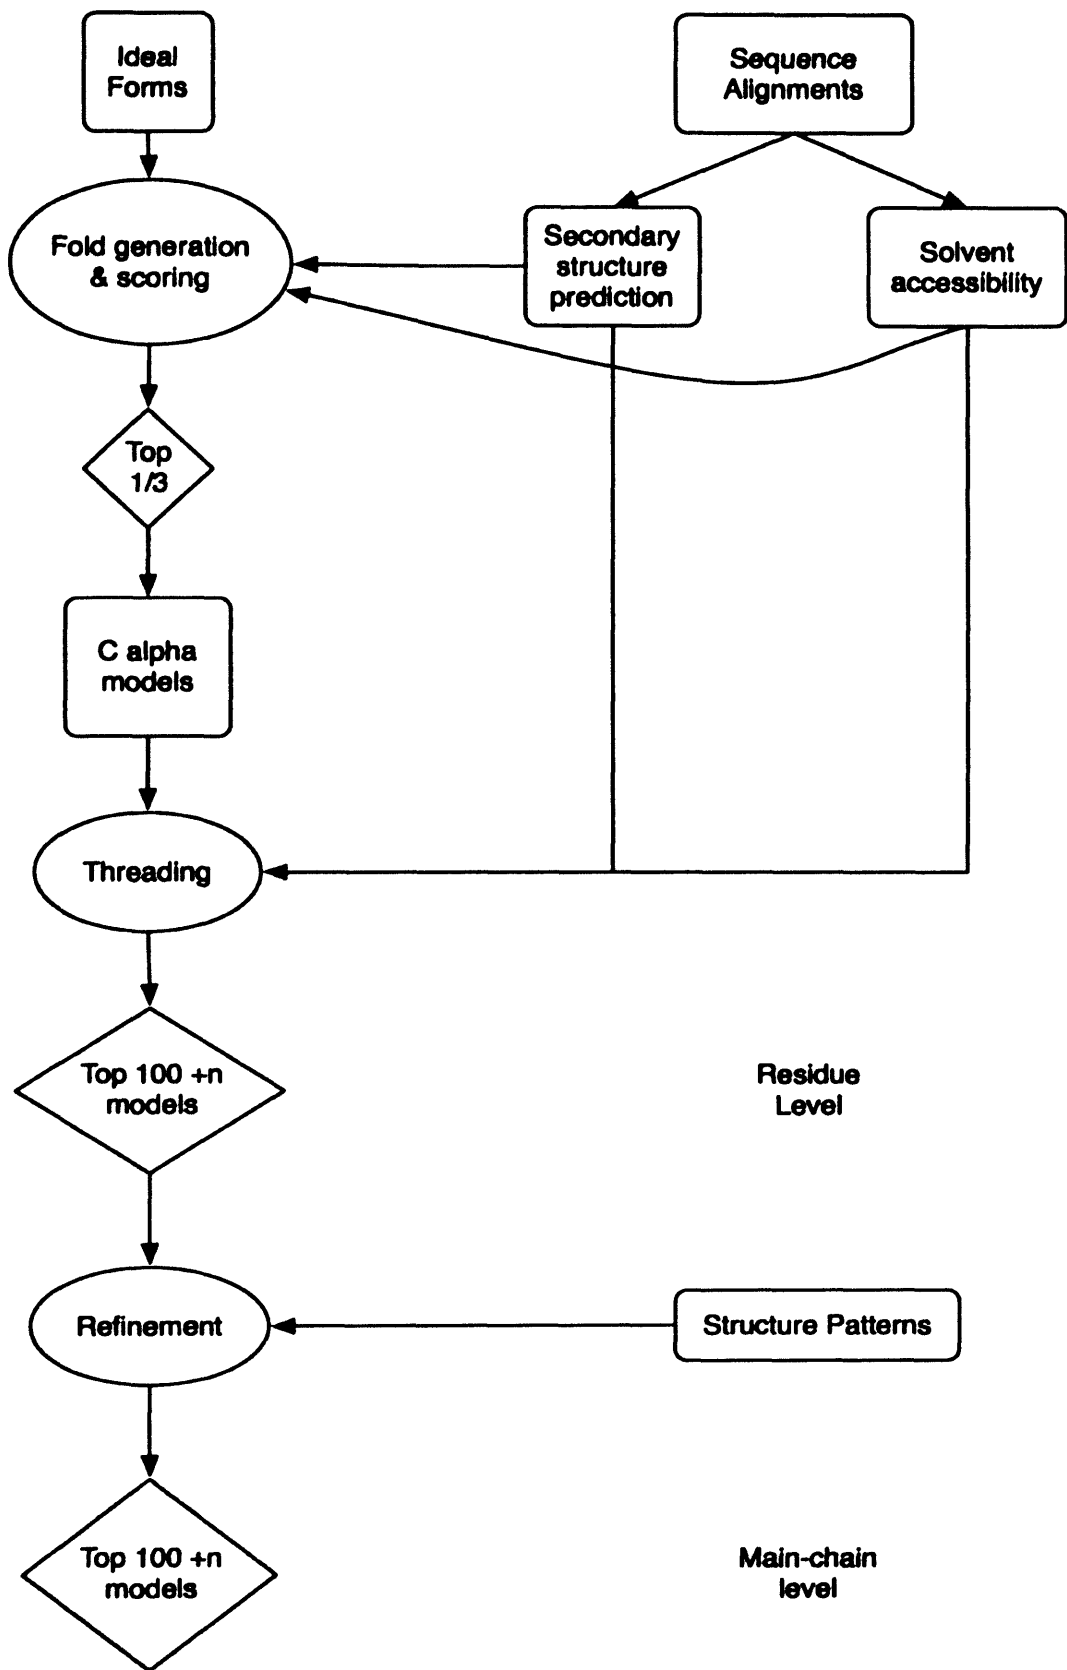 Ideal
Forms
Sequence
Alignments
Fold generation
& scoring
Secondary
structure
prediction
Solvent
accessibility
Top
1/3
C alpha
models
Threading
Top 100 +n
models
Residue
Level
Refinement
Structure Patterns
Top 100 +n
models
Main-chain
level